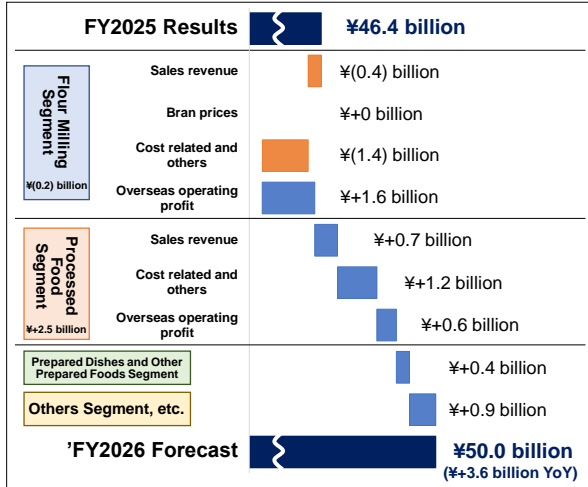 FY2025 Results
¥46.4 billion
Flour Milling
Segment
¥(0.2) billion
Sales revenue
¥(0.4) billion
Bran prices
¥+0 billion
Cost related and
others
¥(1.4) billion
Overseas operating
profit
¥+1.6 billion
Processed
Food
Segment
¥+2.5 billion
Sales revenue
¥+0.7 billion
Cost related and
others
¥+1.2 billion
Overseas operating
profit
¥+0.6 billion
Prepared Dishes and Other
Prepared Foods Segment
¥+0.4 billion
Others Segment, etc.
¥+0.9 billion
’FY2026 Forecast
¥50.0 billion
(¥+3.6 billion YoY)